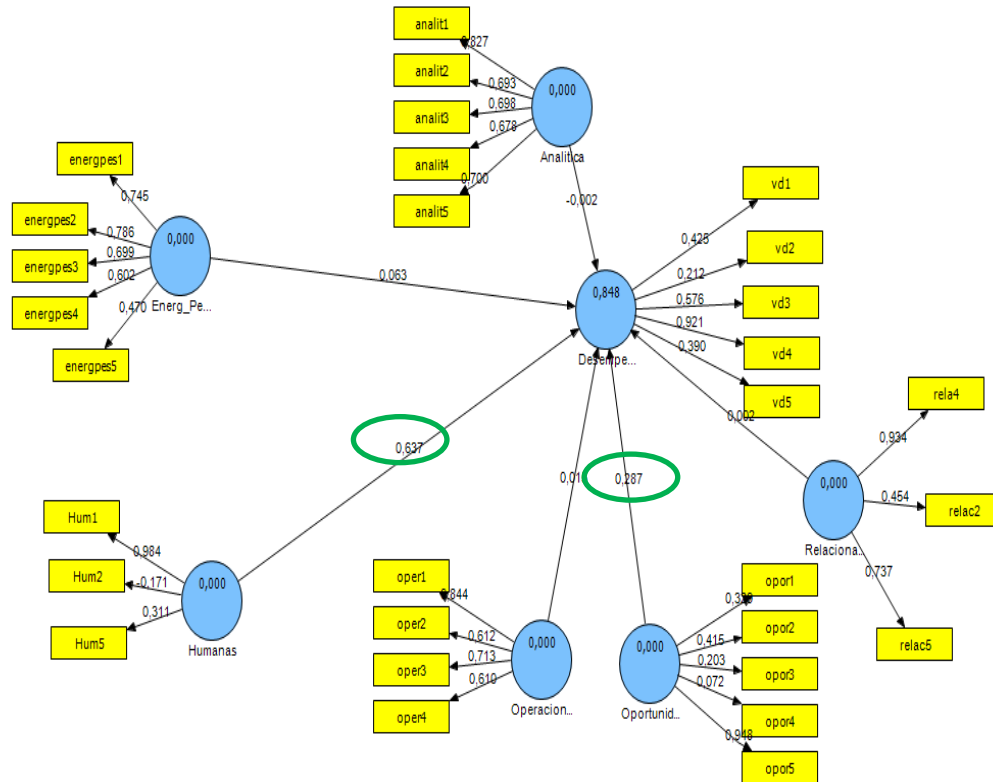 analit1
0,827
analit2
0,693
analit3
0,698
analit4
0,678
analit5
0,700
0,000
Analitica
-0,002
energpes1
0,745
energpes2
0,786
energpes3
0,699
energpes4
0,602
energpes5
0,470
0,000
Energ_Pe...
0,063
vd1
0,425
vd2
0,212
vd3
0,576
vd4
0,921
vd5
0,390
0,848
Desempe...
0,002
rela4
0,934
relac2
0,454
relac5
0,737
0,000
Relaciona...
0,637
0,01
0,287
Hum1
0,984
Hum2
-0,171
Hum5
0,311
0,000
Humanas
oper1
0,844
oper2
0,612
oper3
0,713
oper4
0,610
0,000
Operacion...
0,000
Oportunid...
opor1
opor2
0,415
opor3
0,203
opor4
0,072
opor5
0,948